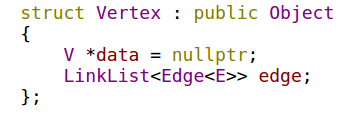 struct Vertex : public Object
{
    V *data = nullptr;
    LinkList<Edge<E>> edge;
};